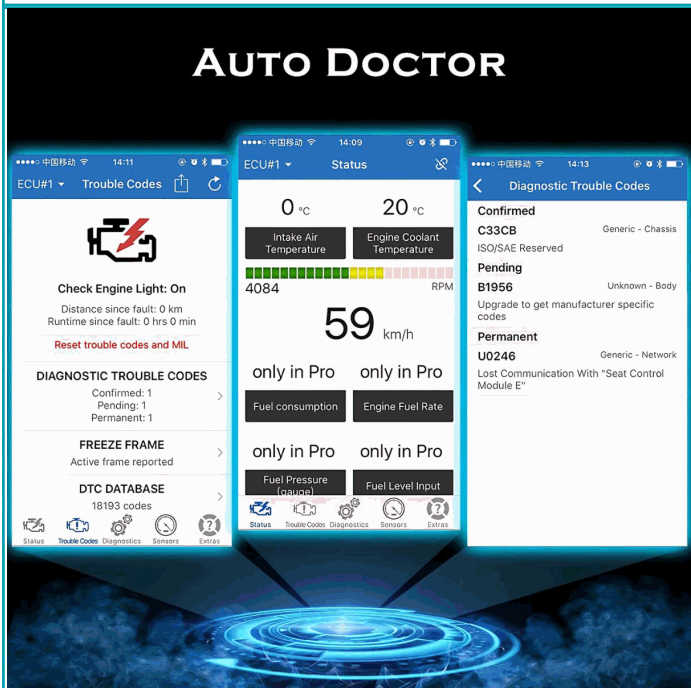 AUTO DOCTOR
●●●●○ 中国移动 14:11
ECU#1 Trouble Codes
Check Engine Light: On
Distance since fault: 0 km
Runtime since fault: 0 hrs 0 min
Reset trouble codes and MIL
DIAGNOSTIC TROUBLE CODES
Confirmed: 1
Pending: 1
Permanent: 1
FREEZE FRAME
Active frame reported
DTC DATABASE
18193 codes
Status Trouble Codes Diagnostics Sensors Extras
●●●●○ 中国移动 14:09
ECU#1 Status
0 °C 20 °C
Intake Air Engine Coolant
Temperature Temperature
4084 RPM
59 km/h
only in Pro only in Pro
Fuel consumption Engine Fuel Rate
only in Pro only in Pro
Fuel Pressure
(gauge) Fuel Level Input
Status Trouble Codes Diagnostics Sensors Extras
●●●●○ 中国移动 14:13
Diagnostic Trouble Codes
Confirmed
C33CB Generic - Chassis
ISO/SAE Reserved
Pending
B1956 Unknown - Body
Upgrade to get manufacturer specific
codes
Permanent
U0246 Generic - Network
Lost Communication With "Seat Control
Module E"